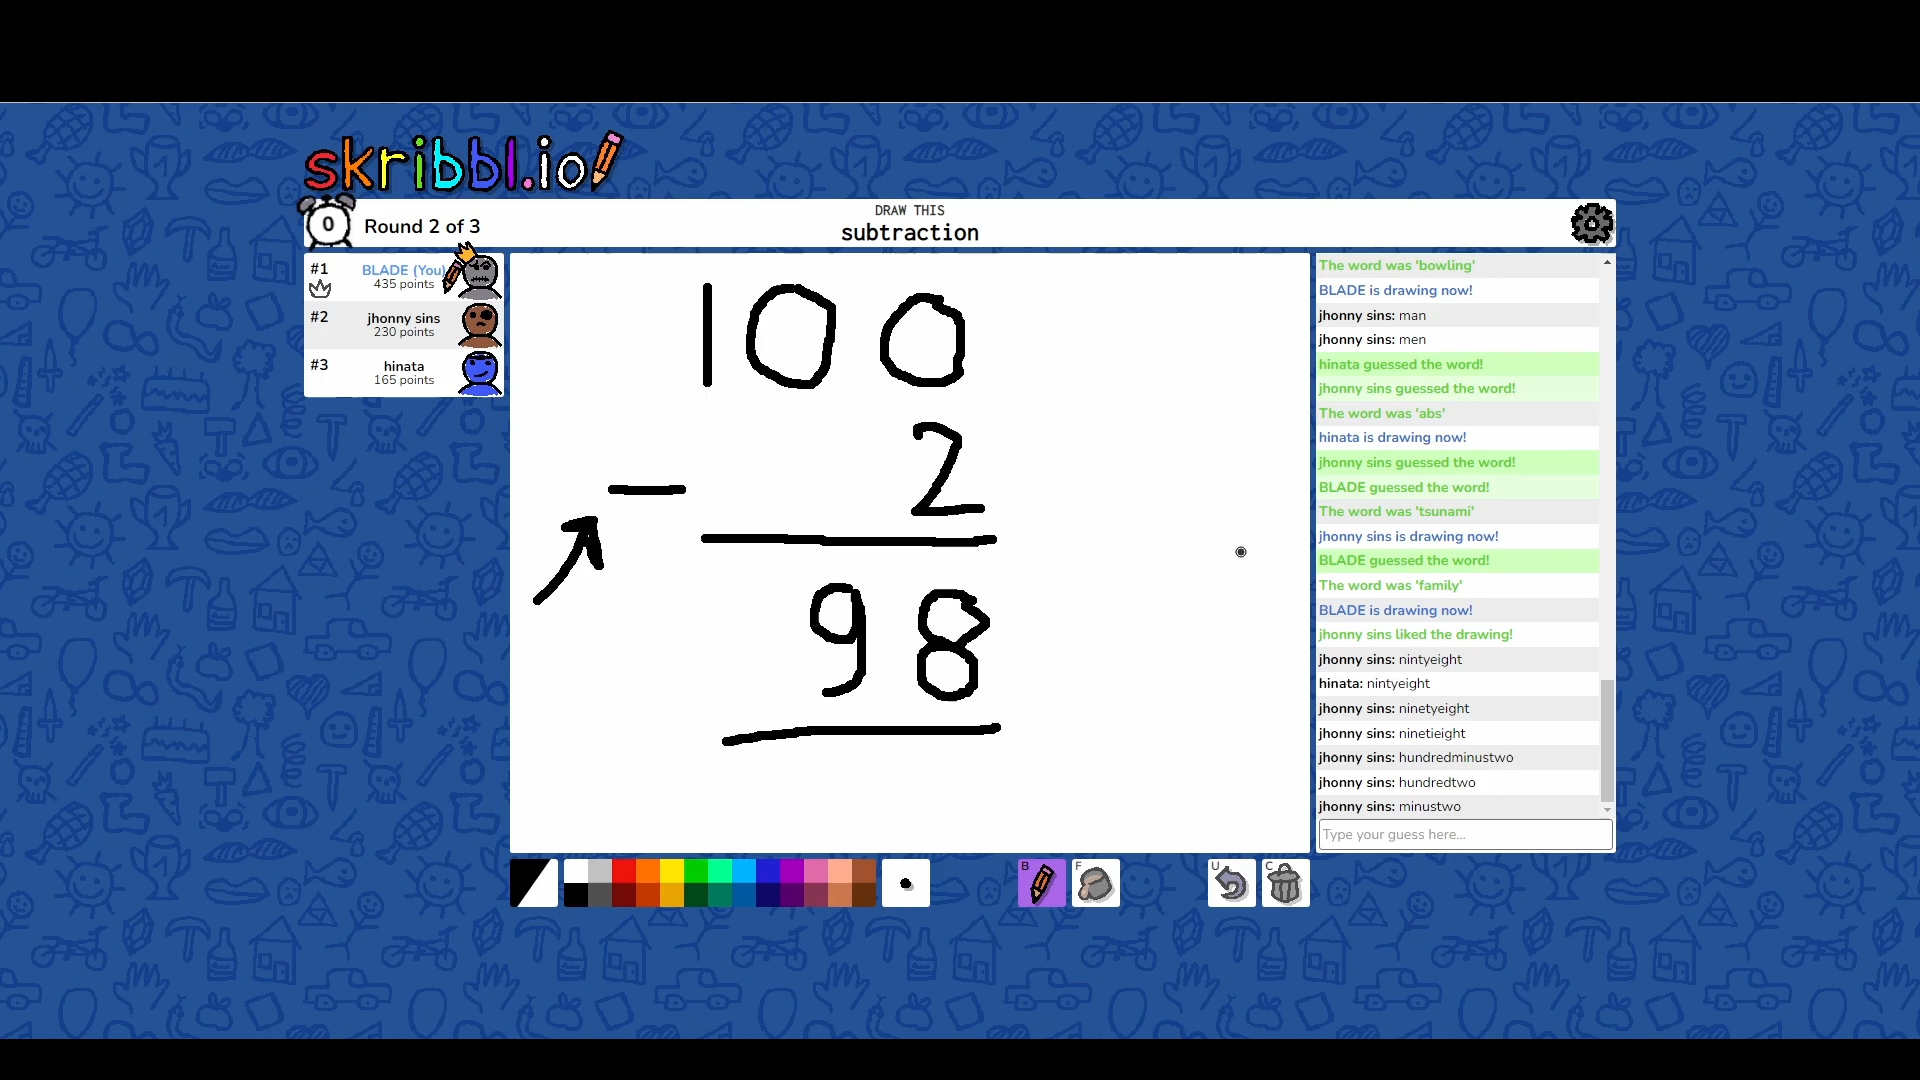 skribbl.io
0
Round 2 of 3
DRAW THIS
subtraction
#1
BLADE (You)
435 points
#2
jhonny sins
230 points
#3
hinata
165 points
100
2
—
98
The word was 'bowling'
BLADE is drawing now!
jhonny sins: man
jhonny sins: men
hinata guessed the word!
jhonny sins guessed the word!
The word was 'abs'
hinata is drawing now!
jhonny sins guessed the word!
BLADE guessed the word!
The word was 'tsunami'
jhonny sins is drawing now!
BLADE guessed the word!
The word was 'family'
BLADE is drawing now!
jhonny sins liked the drawing!
jhonny sins: nintyeight
hinata: nintyeight
jhonny sins: ninetyeight
jhonny sins: ninetieight
jhonny sins: hundredminustwo
jhonny sins: hundredtwo
jhonny sins: minustwo
Type your guess here...
B
F
U
C